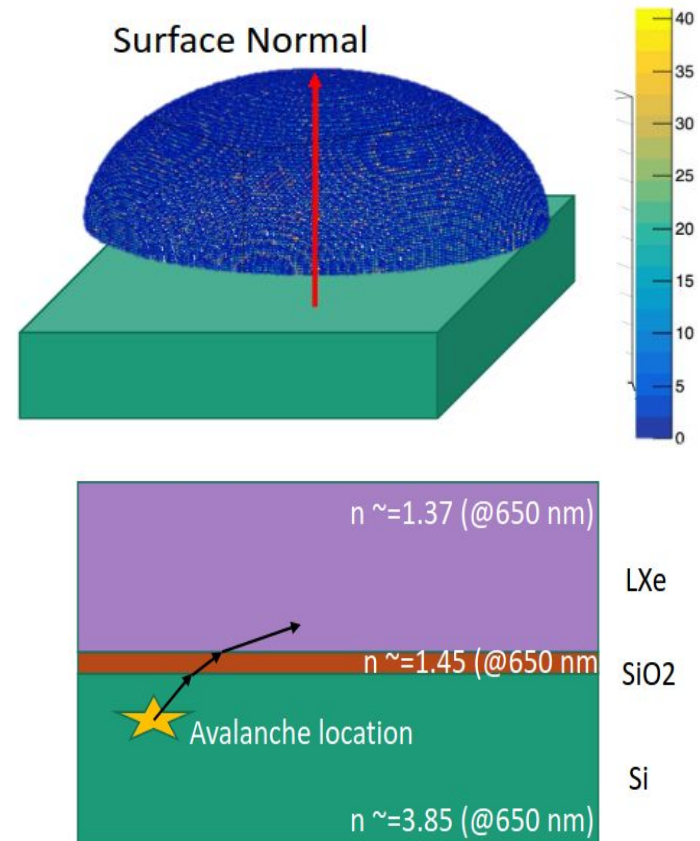 Surface Normal
40
35
30
25
20
15
10
5
0
n ~=1.37 (@650 nm)
LXe
n ~=1.45 (@650 nm
SiO2
Avalanche location
Si
n ~=3.85 (@650 nm)